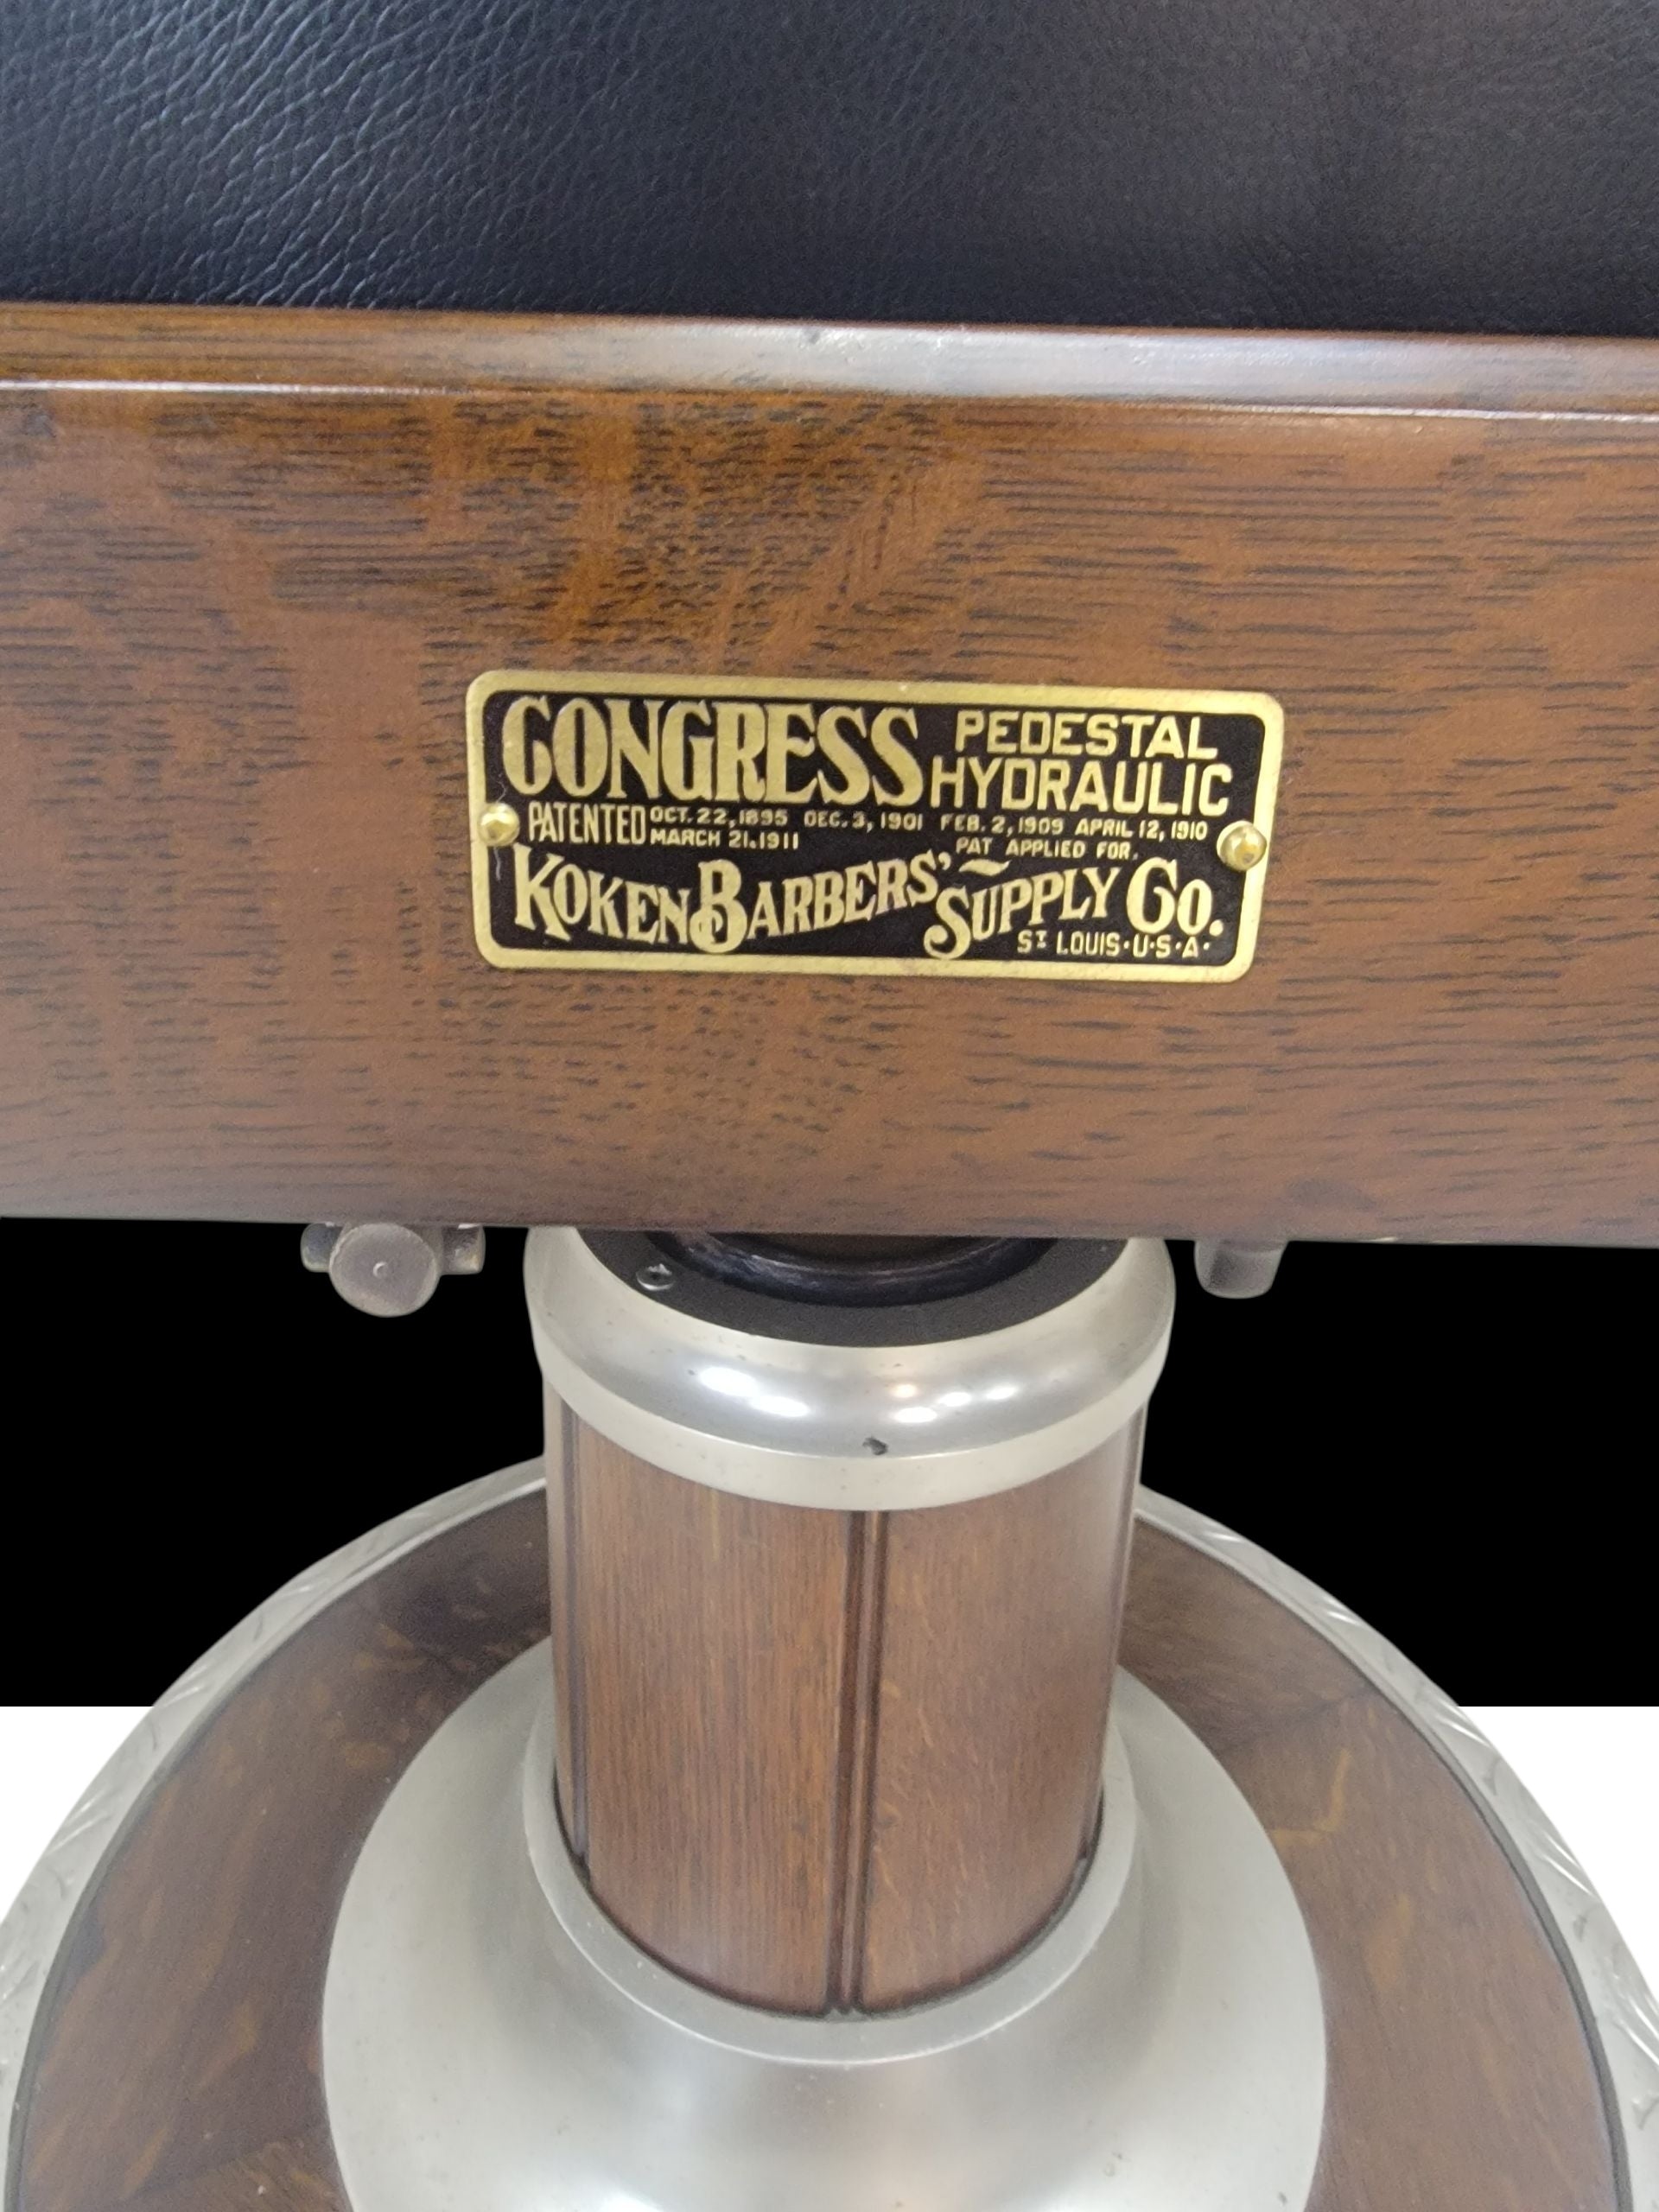 CONGRESS PEDESTAL HYDRAULIC
PATENTED OCT. 22, 1895 DEC. 3, 1901 FEB. 2, 1909 APRIL 12, 1910
MARCH 21. 1911 PAT APPLIED FOR.
KOKEN BARBERS' SUPPLY CO.
ST LOUIS·U·S·A·